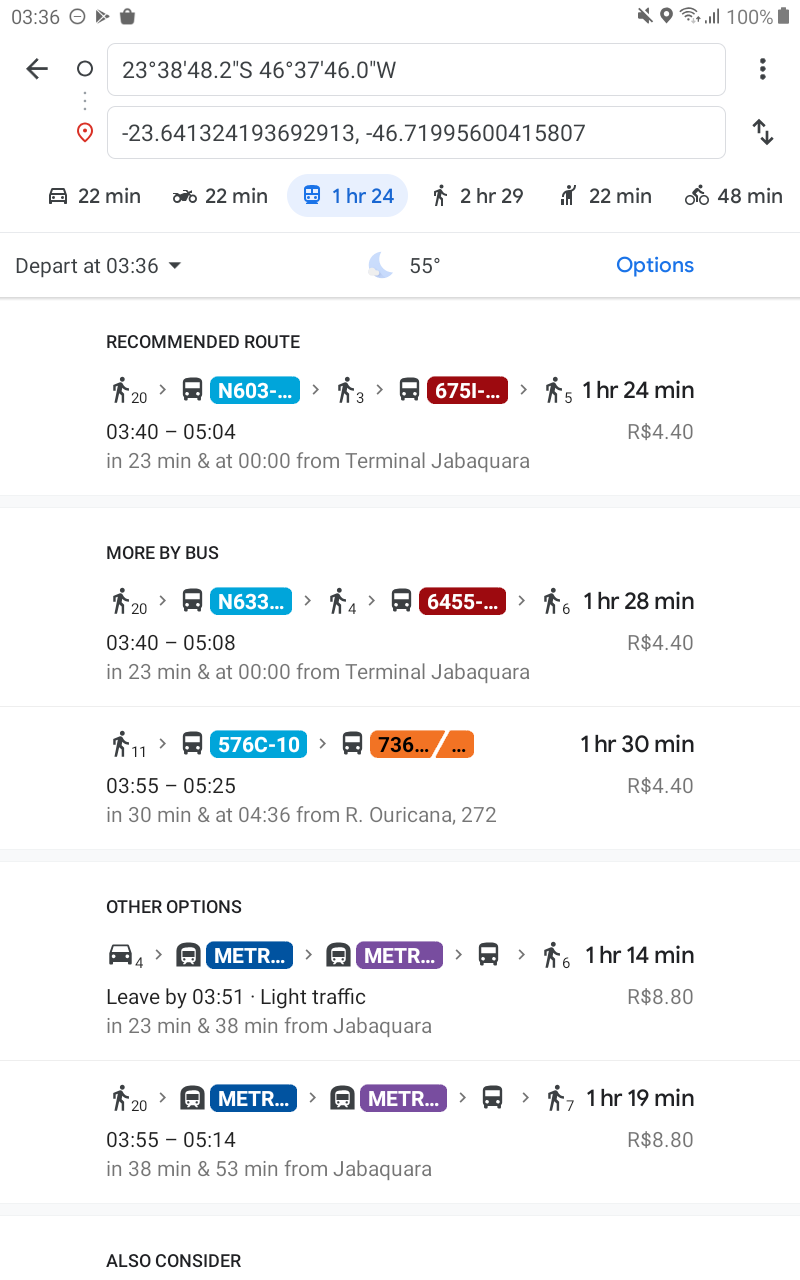 03:36 100%
23°38'48.2"S 46°37'46.0"W
-23.641324193692913, -46.71995600415807
22 min 22 min 1 hr 24 2 hr 29 22 min 48 min
Depart at 03:36 55° Options
RECOMMENDED ROUTE
20 N603-... 3 675I-... 5 1 hr 24 min
03:40 – 05:04 R$4.40
in 23 min & at 00:00 from Terminal Jabaquara
MORE BY BUS
20 N633... 4 6455-... 6 1 hr 28 min
03:40 – 05:08 R$4.40
in 23 min & at 00:00 from Terminal Jabaquara
11 576C-10 736... ... 1 hr 30 min
03:55 – 05:25 R$4.40
in 30 min & at 04:36 from R. Ouricana, 272
OTHER OPTIONS
4 METR... METR... 6 1 hr 14 min
Leave by 03:51 · Light traffic R$8.80
in 23 min & 38 min from Jabaquara
20 METR... METR... 7 1 hr 19 min
03:55 – 05:14 R$8.80
in 38 min & 53 min from Jabaquara
ALSO CONSIDER